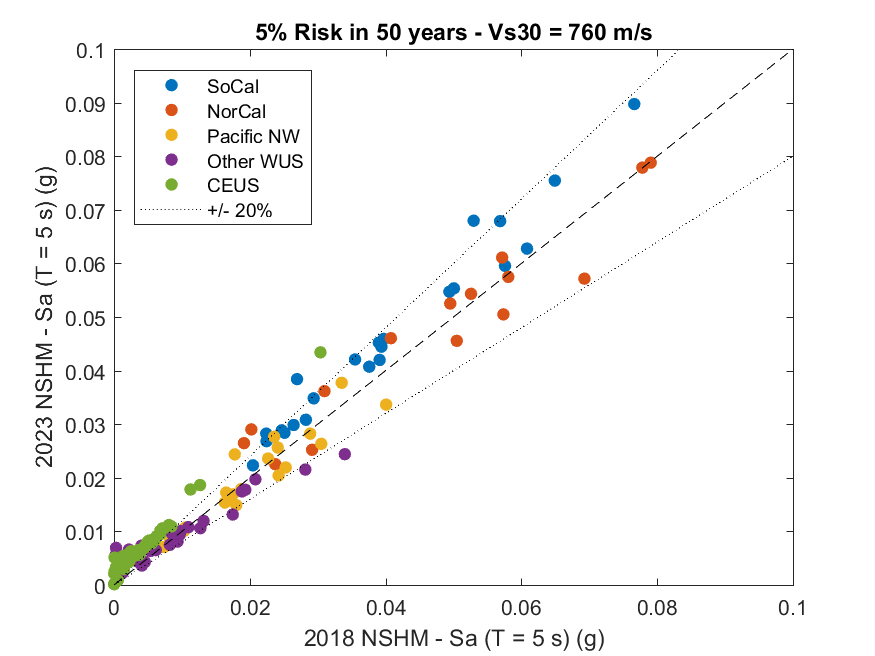 5% Risk in 50 years - Vs30 = 760 m/s
0.1
0.09
0.08
0.07
0.06
0.05
0.04
0.03
0.02
0.01
0
2023 NSHM - Sa (T = 5 s) (g)
SoCal
NorCal
Pacific NW
Other WUS
CEUS
+/- 20%
0
0.02
0.04
0.06
0.08
0.1
2018 NSHM - Sa (T = 5 s) (g)